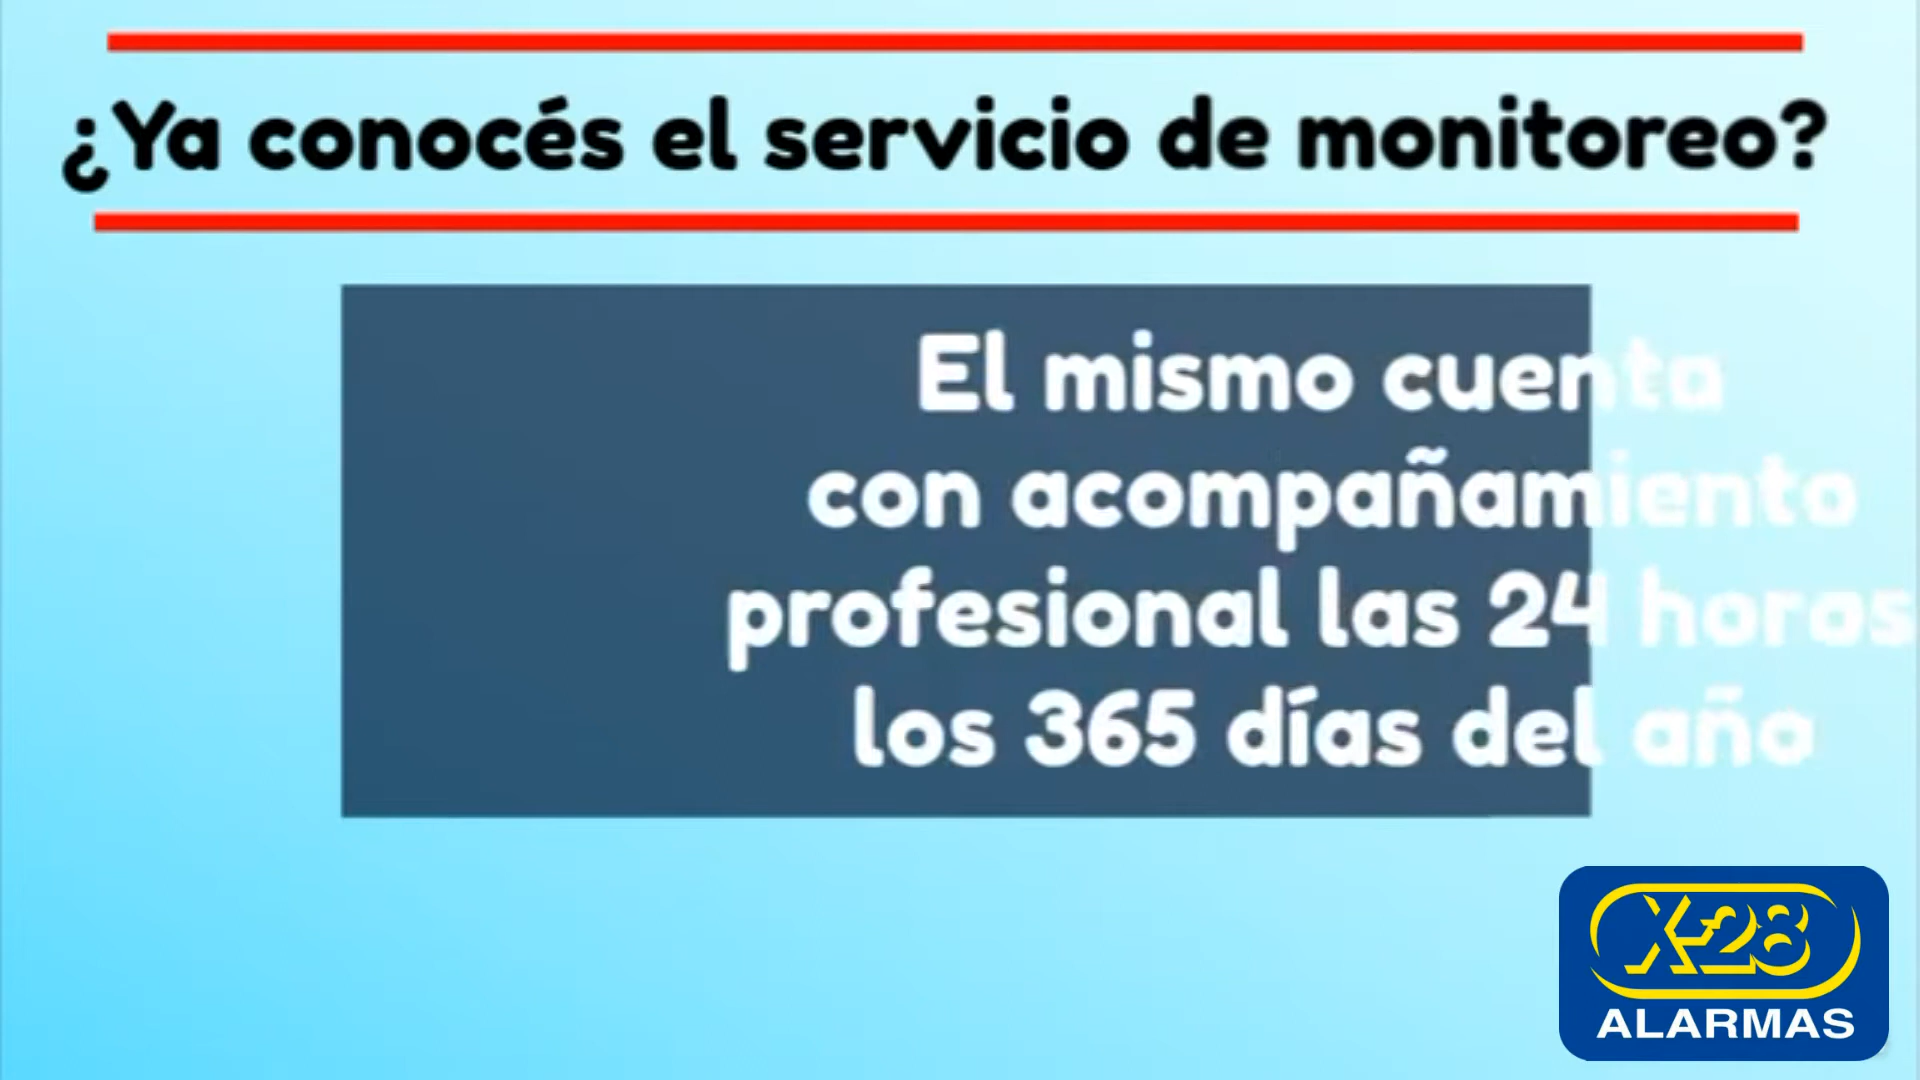 ¿Ya conocés el servicio de monitoreo?
El mismo cuenta
con acompañamiento
profesional las 24 horas
los 365 días del año
X-28
ALARMAS